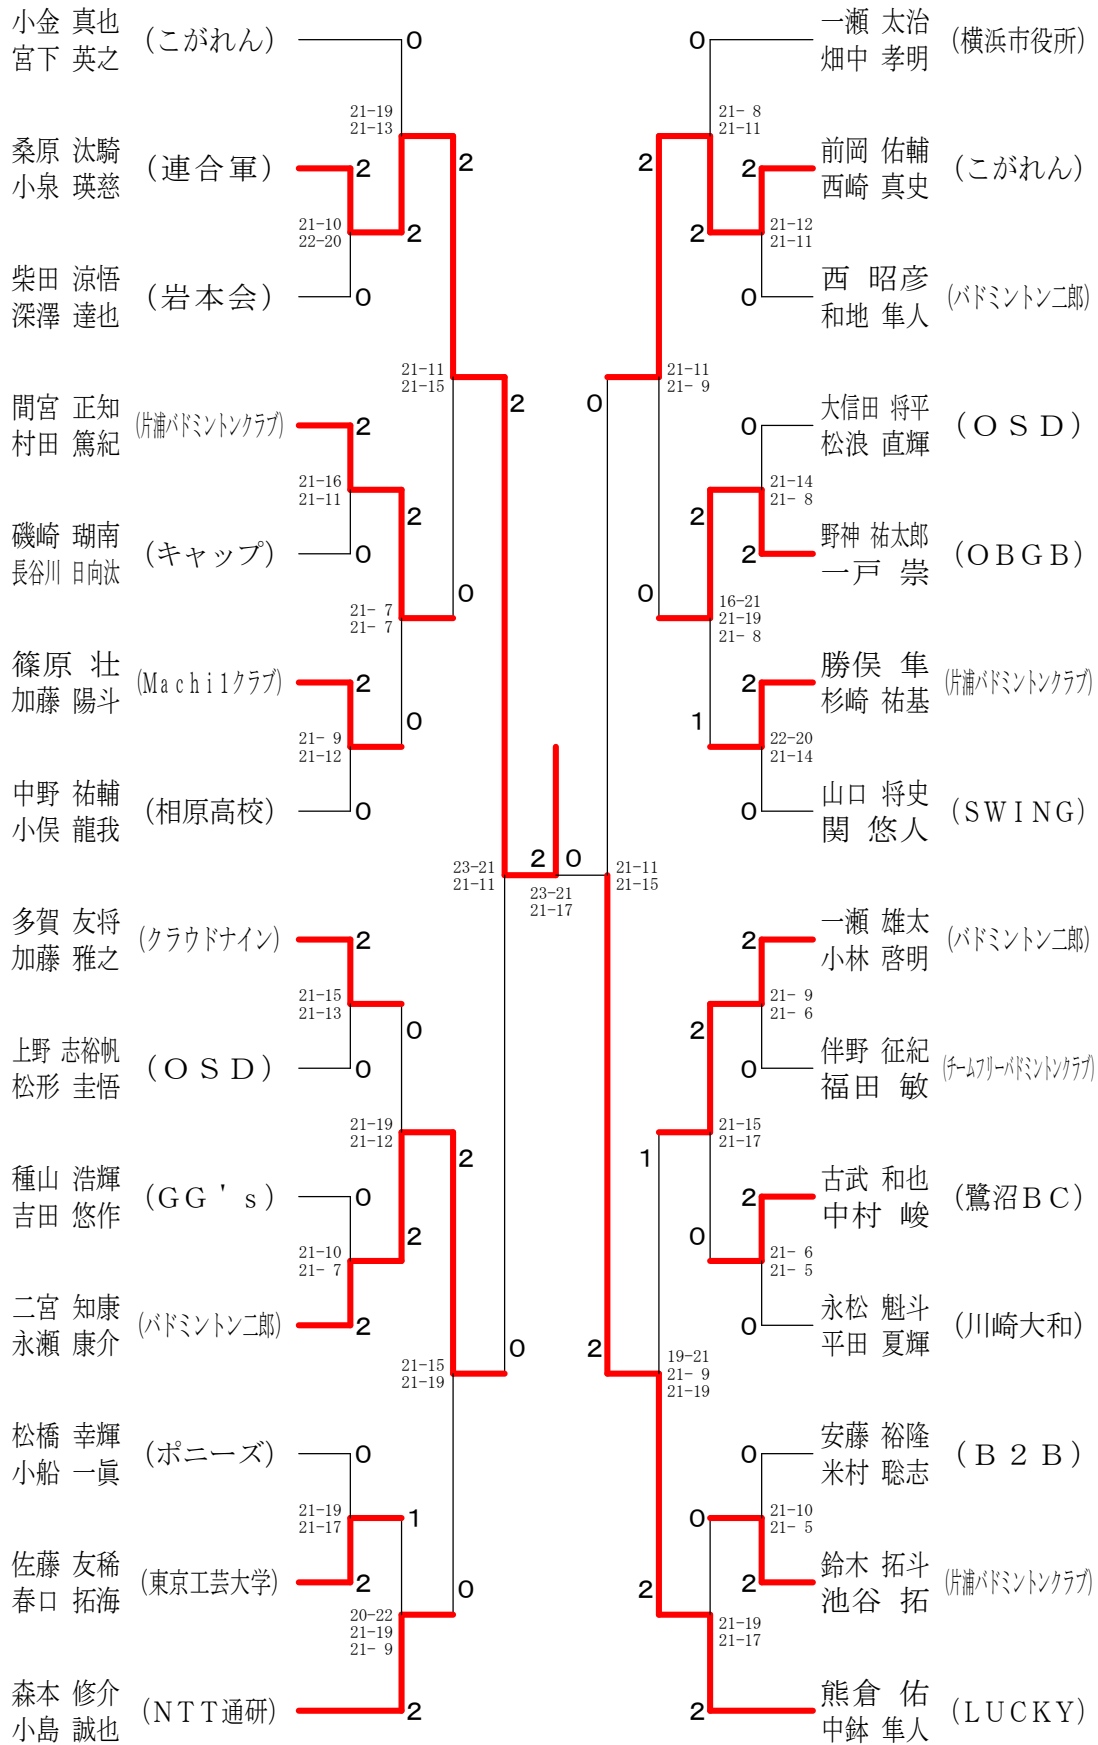 小金 真也
宮下 英之
(こがれん)
0
21-19
21-13
桑原 汰騎
小泉 瑛慈
(連合軍)
2
2
21-10
22-20
2
柴田 涼悟
深澤 達也
(岩本会)
0
21-11
21-15
2
間宮 正知
村田 篤紀
(片浦バドミントンクラブ)
2
21-16
21-11
2
磯崎 瑚南
長谷川 日向汰
(キャップ)
0
21- 7
21- 7
0
篠原 壮
加藤 陽斗
(Machi1クラブ)
2
21- 9
21-12
0
中野 祐輔
小俣 龍我
(相原高校)
0
23-21
21-11
2
0
23-21
21-17
多賀 友将
加藤 雅之
(クラウドナイン)
2
21-15
21-13
0
上野 志裕帆
松形 圭悟
(OSD)
0
21-19
21-12
2
種山 浩輝
吉田 悠作
(GG's)
0
21-10
21- 7
2
二宮 知康
永瀬 康介
(バドミントン二郎)
2
21-15
21-19
0
松橋 幸輝
小船 一眞
(ポニーズ)
0
21-19
21-17
1
佐藤 友稀
春口 拓海
(東京工芸大学)
2
0
20-22
21-19
21- 9
森本 修介
小島 誠也
(NTT通研)
2
0
一瀬 太治
畑中 孝明
(横浜市役所)
21- 8
21-11
2
2
前岡 佑輔
西崎 真史
(こがれん)
2
21-12
21-11
0
西 昭彦
和地 隼人
(バドミントン二郎)
0
21-11
21- 9
0
大信田 将平
松浪 直輝
(OSD)
2
21-14
21- 8
2
野神 祐太郎
一戸 崇
(OBGB)
0
16-21
21-19
21- 8
2
勝俣 隼
杉崎 祐基
(片浦バドミントンクラブ)
1
22-20
21-14
0
山口 将史
関 悠人
(SWING)
21-11
21-15
2
一瀬 雄太
小林 啓明
(バドミントン二郎)
2
21- 9
21- 6
0
伴野 征紀
福田 敏
(チームフリーバドミントンクラブ)
1
21-15
21-17
2
古武 和也
中村 峻
(鷺沼BC)
0
21- 6
21- 5
0
永松 魁斗
平田 夏輝
(川崎大和)
2
19-21
21- 9
21-19
0
安藤 裕隆
米村 聡志
(B2B)
0
21-10
21- 5
2
2
鈴木 拓斗
池谷 拓
(片浦バドミントンクラブ)
21-19
21-17
2
熊倉 佑
中鉢 隼人
(LUCKY)